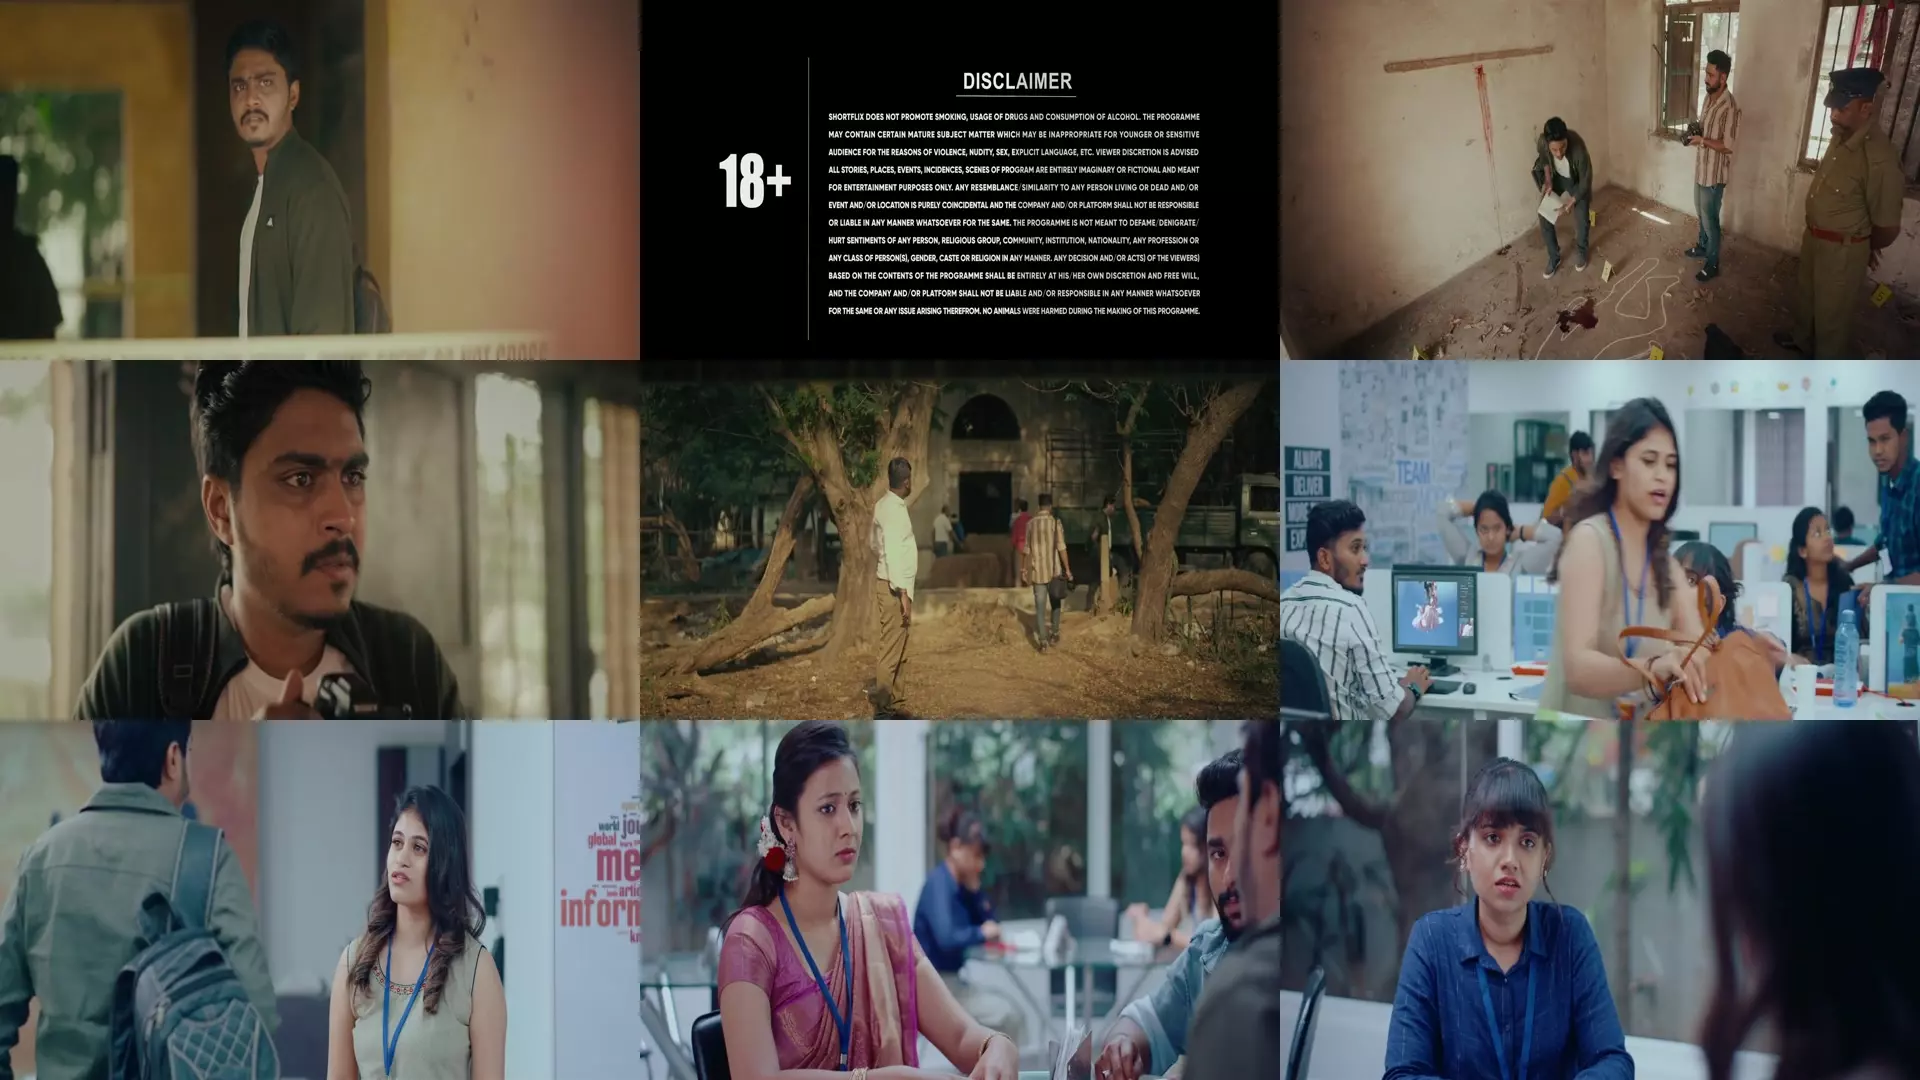 NOT CROSS
DISCLAIMER
18+
SHORTFLIX DOES NOT PROMOTE SMOKING, USAGE OF DRUGS AND CONSUMPTION OF ALCOHOL. THE PROGRAMME
MAY CONTAIN CERTAIN MATURE SUBJECT MATTER WHICH MAY BE INAPPROPRIATE FOR YOUNGER OR SENSITIVE
AUDIENCE FOR THE REASONS OF VIOLENCE, NUDITY, SEX, EXPLICIT LANGUAGE, ETC. VIEWER DISCRETION IS ADVISED
ALL STORIES, PLACES, EVENTS, INCIDENCES, SCENES OF PROGRAM ARE ENTIRELY IMAGINARY OR FICTIONAL AND MEANT
FOR ENTERTAINMENT PURPOSES ONLY. ANY RESEMBLANCE/SIMILARITY TO ANY PERSON LIVING OR DEAD AND/OR
EVENT AND/OR LOCATION IS PURELY COINCIDENTAL AND THE COMPANY AND/OR PLATFORM SHALL NOT BE RESPONSIBLE
OR LIABLE IN ANY MANNER WHATSOEVER FOR THE SAME. THE PROGRAMME IS NOT MEANT TO DEFAME/DENIGRATE/
HURT SENTIMENTS OF ANY PERSON, RELIGIOUS GROUP, COMMUNITY, INSTITUTION, NATIONALITY, ANY PROFESSION OR
ANY CLASS OF PERSON(S), GENDER, CASTE OR RELIGION IN ANY MANNER. ANY DECISION AND/OR ACTS) OF THE VIEWERS)
BASED ON THE CONTENTS OF THE PROGRAMME SHALL BE ENTIRELY AT HIS/HER OWN DISCRETION AND FREE WILL,
AND THE COMPANY AND/OR PLATFORM SHALL NOT BE LIABLE AND/OR RESPONSIBLE IN ANY MANNER WHATSOEVER
FOR THE SAME OR ANY ISSUE ARISING THEREFROM. NO ANIMALS WERE HARMED DURING THE MAKING OF THIS PROGRAMME.
ALWAYS
DELIVER
TEAM
world
global
me
inform